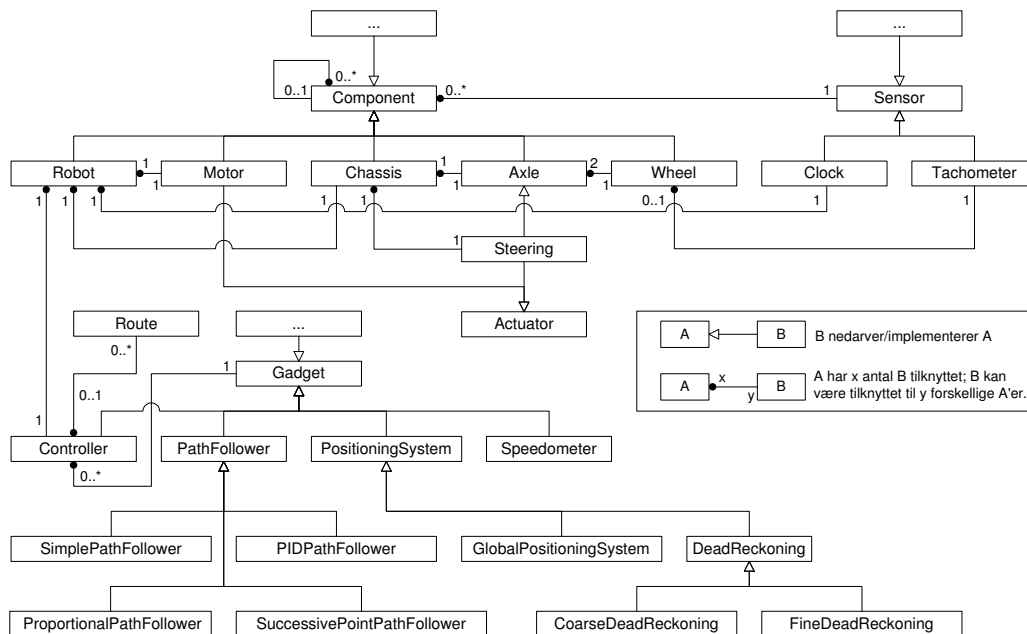 ...
...
0..*
0..1
Component
0..*
1
Sensor
Robot
1
1
Motor
Chassis
1
1
Axle
2
1
Wheel
Clock
Tachometer
1
1
1
1
1
0..1
1
1
1
Steering
Actuator
Route
0..*
...
1
Gadget
A
B
B nedarver/implementerer A
A
x
y
B
A har x antal B tilknyttet; B kan
være tilknyttet til y forskellige A'er.
0..1
1
Controller
0..*
PathFollower
PositioningSystem
Speedometer
SimplePathFollower
PIDPathFollower
GlobalPositioningSystem
DeadReckoning
ProportionalPathFollower
SuccessivePointPathFollower
CoarseDeadReckoning
FineDeadReckoning